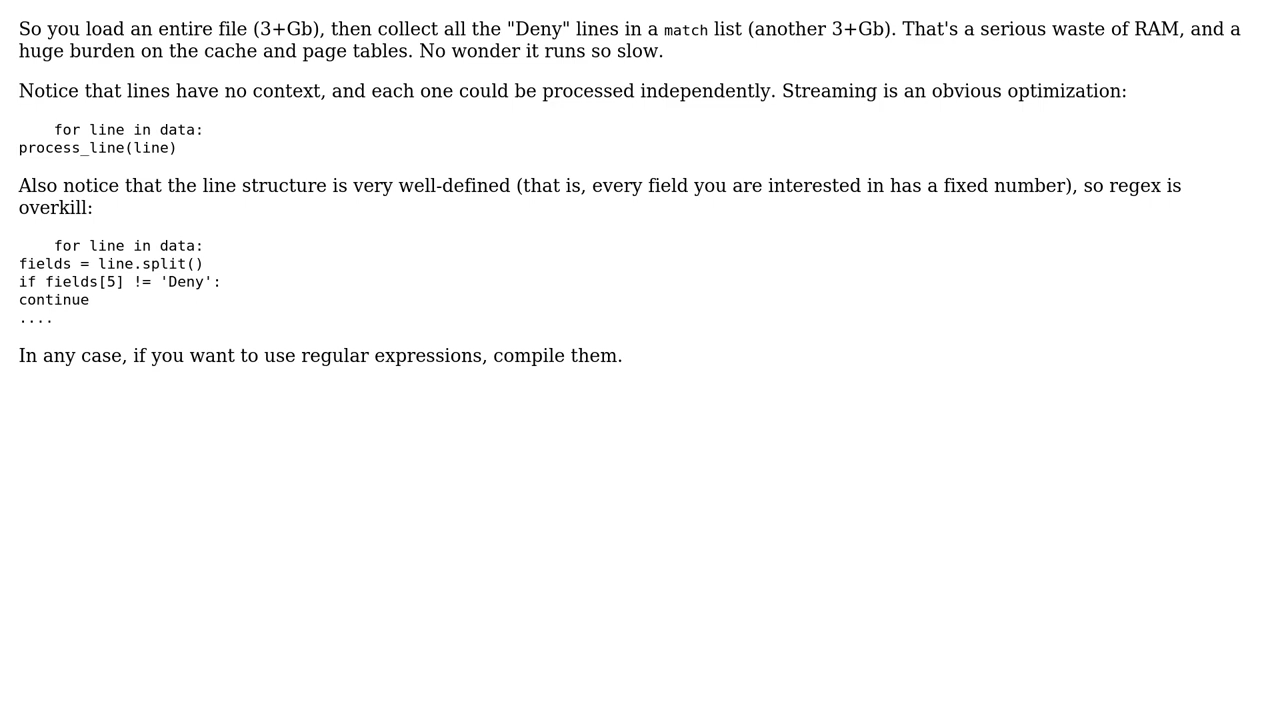 So you load an entire file (3+Gb), then collect all the "Deny" lines in a match list (another 3+Gb). That's a serious waste of RAM, and a
huge burden on the cache and page tables. No wonder it runs so slow.
Notice that lines have no context, and each one could be processed independently. Streaming is an obvious optimization:
    for line in data:
process_line(line)
Also notice that the line structure is very well-defined (that is, every field you are interested in has a fixed number), so regex is
overkill:
    for line in data:
fields = line.split()
if fields[5] != 'Deny':
continue
....
In any case, if you want to use regular expressions, compile them.